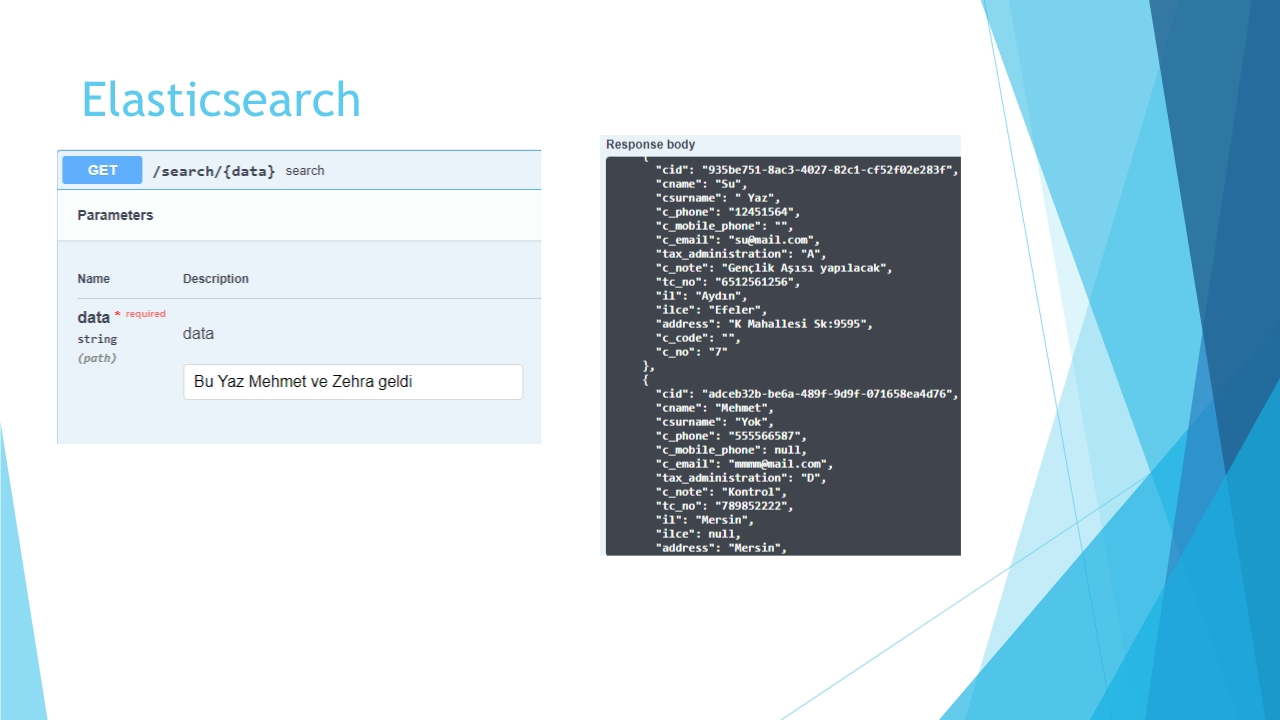 Elasticsearch
GET /search/{data} search
Parameters
Name Description
data * required
string
(path)
data
Bu Yaz Mehmet ve Zehra geldi
Response body
{
"cid": "935be751-8ac3-4027-82c1-cf52f02e283f",
"cname": "Su",
"csurname": " Yaz",
"c_phone": "12451564",
"c_mobile_phone": "",
"c_email": "su@mail.com",
"tax_administration": "A",
"c_note": "Gençlik Aşısı yapılacak",
"tc_no": "6512561256",
"il": "Aydın",
"ilce": "Efeler",
"address": "K Mahallesi Sk:9595",
"c_code": "",
"c_no": "7"
},
{
"cid": "adceb32b-be6a-489f-9d9f-071658ea4d76",
"cname": "Mehmet",
"csurname": "Yok",
"c_phone": "555566587",
"c_mobile_phone": null,
"c_email": "mmmm@mail.com",
"tax_administration": "D",
"c_note": "Kontrol",
"tc_no": "789852222",
"il": "Mersin",
"ilce": null,
"address": "Mersin",